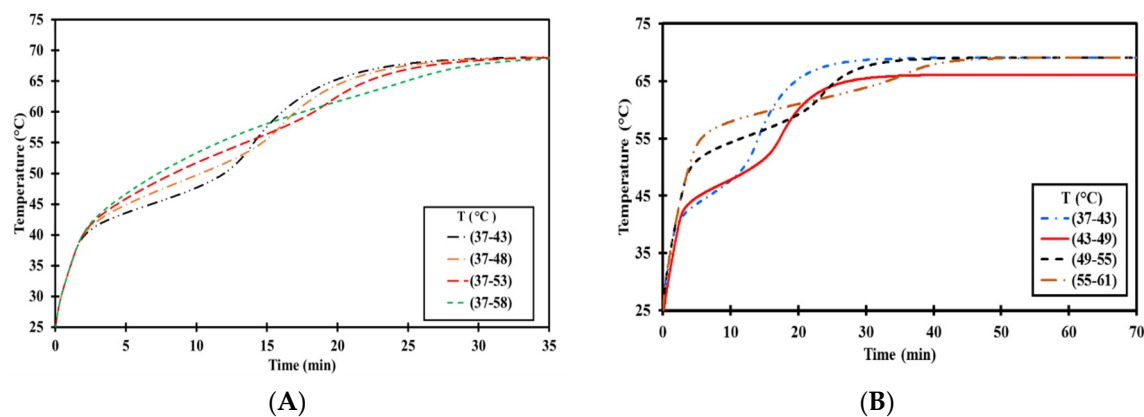 75
70
65
60
55
50
45
40
35
30
25
Temperature (°C)
0 5 10 15 20 25 30 35
Time (min)
T (°C )
(37-43)
(37-48)
(37-53)
(37-58)
(A)
75
65
55
45
35
25
Temperature (°C)
0 10 20 30 40 50 60 70
Time (min)
T (°C)
(37-43)
(43-49)
(49-55)
(55-61)
(B)